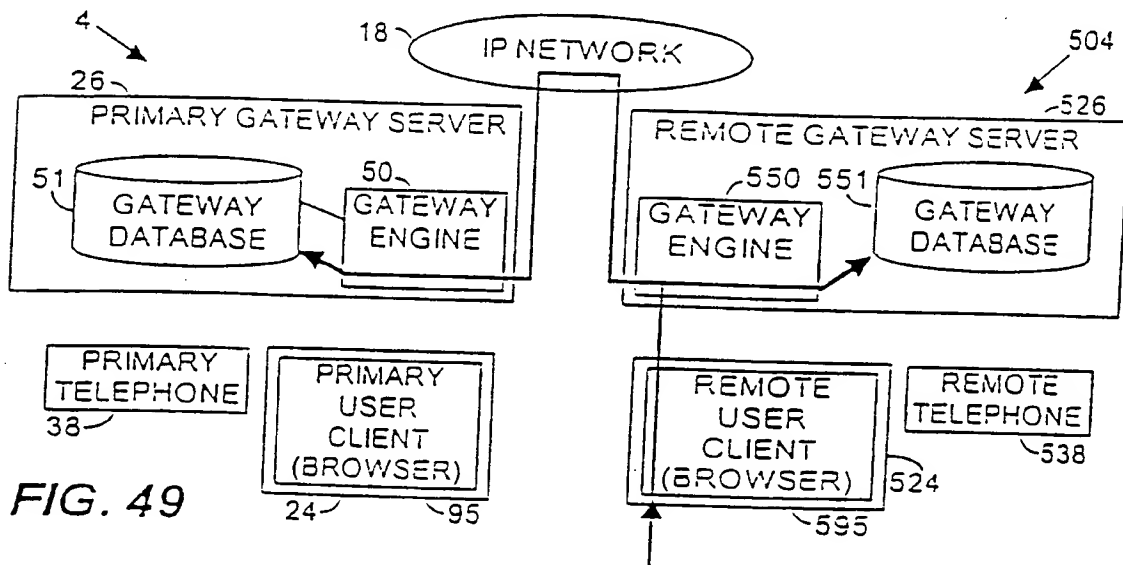 4
18
IP NETWORK
504
26
PRIMARY GATEWAY SERVER
526
REMOTE GATEWAY SERVER
51
GATEWAY
DATABASE
50
GATEWAY
ENGINE
550
GATEWAY
ENGINE
551
GATEWAY
DATABASE
PRIMARY
TELEPHONE
38
PRIMARY
USER
CLIENT
(BROWSER)
24
95
REMOTE
USER
CLIENT
(BROWSER)
524
595
REMOTE
TELEPHONE
538
FIG. 49